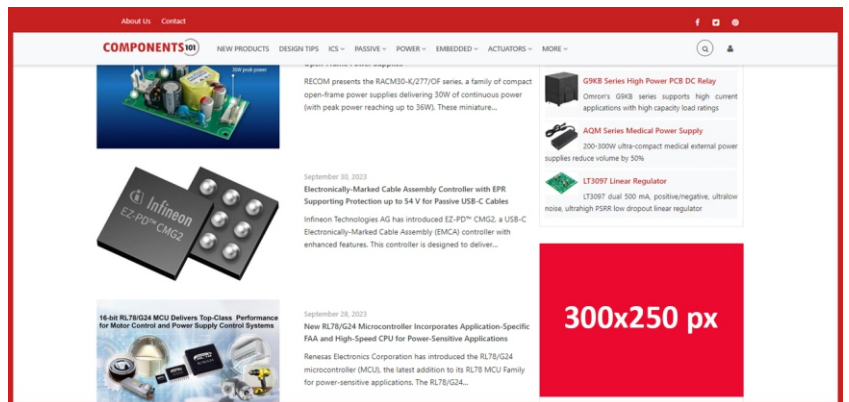 About Us Contact
COMPONENTS 101
NEW PRODUCTS DESIGN TIPS ICS PASSIVE POWER EMBEDDED ACTUATORS MORE
36W peak power
Open-Frame Power Supplies
RECOM presents the RACM30-K/277/OF series, a family of compact
open-frame power supplies delivering 30W of continuous power
(with peak power reaching up to 36W). These miniature...
Infineon
EZ-PD™ CMG2
September 30, 2023
Electronically-Marked Cable Assembly Controller with EPR
Supporting Protection up to 54 V for Passive USB-C Cables
Infineon Technologies AG has introduced EZ-PD™ CMG2, a USB-C
Electronically-Marked Cable Assembly (EMCA) controller with
enhanced features. This controller is designed to deliver...
16-bit RL78/G24 MCU Delivers Top-Class Performance
for Motor Control and Power Supply Control Systems
September 28, 2023
New RL78/G24 Microcontroller Incorporates Application-Specific
FAA and High-Speed CPU for Power-Sensitive Applications
Renesas Electronics Corporation has introduced the RL78/G24
microcontroller (MCU), the latest addition to its RL78 MCU Family
for power-sensitive applications. The RL78/G24...
G9KB Series High Power PCB DC Relay
Omron's G9KB series supports high current
applications with high capacity load ratings
AQM Series Medical Power Supply
200-300W ultra-compact medical external power
supplies reduce volume by 50%
LT3097 Linear Regulator
LT3097 dual 500 mA, positive/negative, ultralow
noise, ultrahigh PSRR low dropout linear regulator
300x250 px